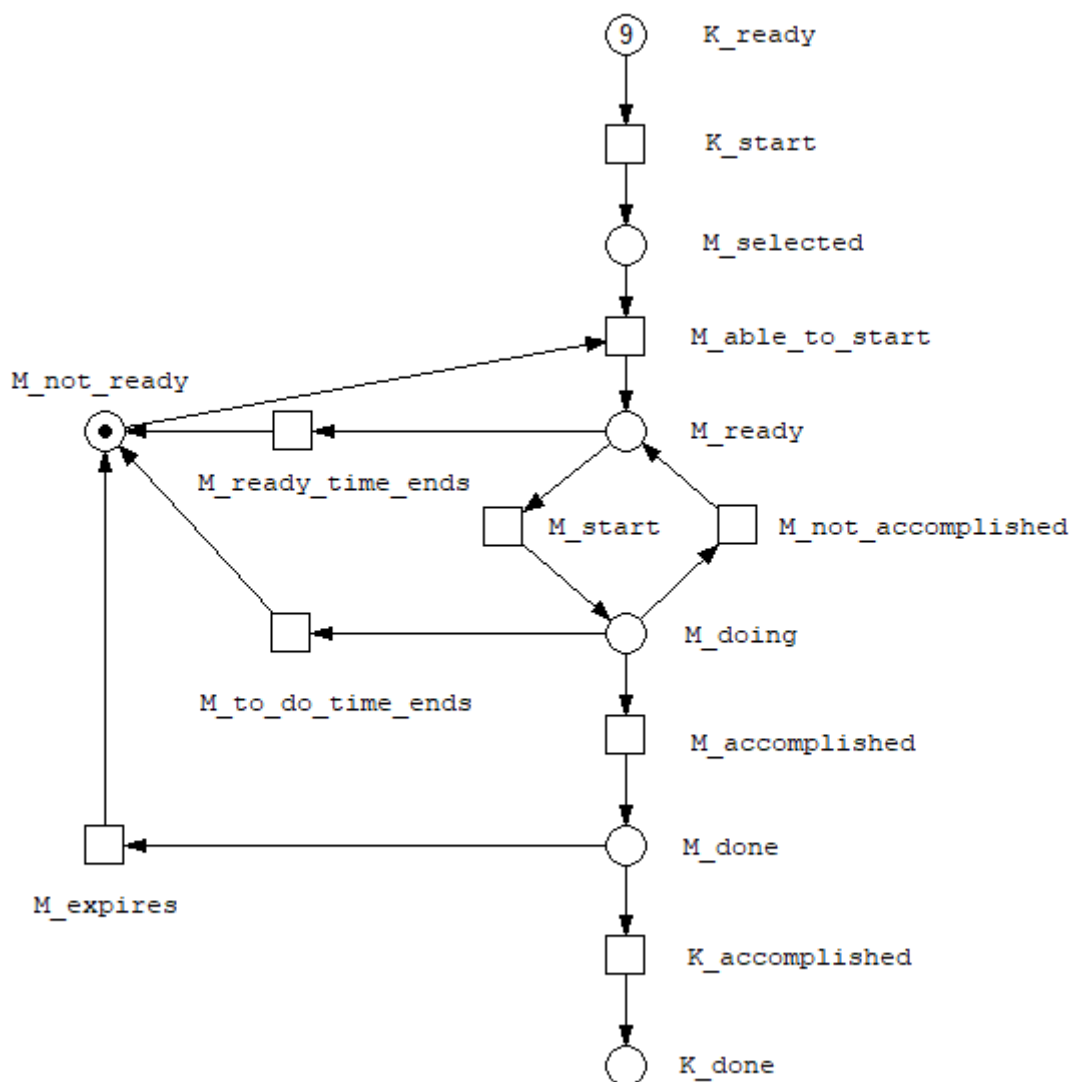 9 K_ready
K_start
M_selected
M_able_to_start
M_not_ready
M_ready
M_ready_time_ends
M_start
M_not_accomplished
M_doing
M_to_do_time_ends
M_accomplished
M_done
M_expires
K_accomplished
K_done